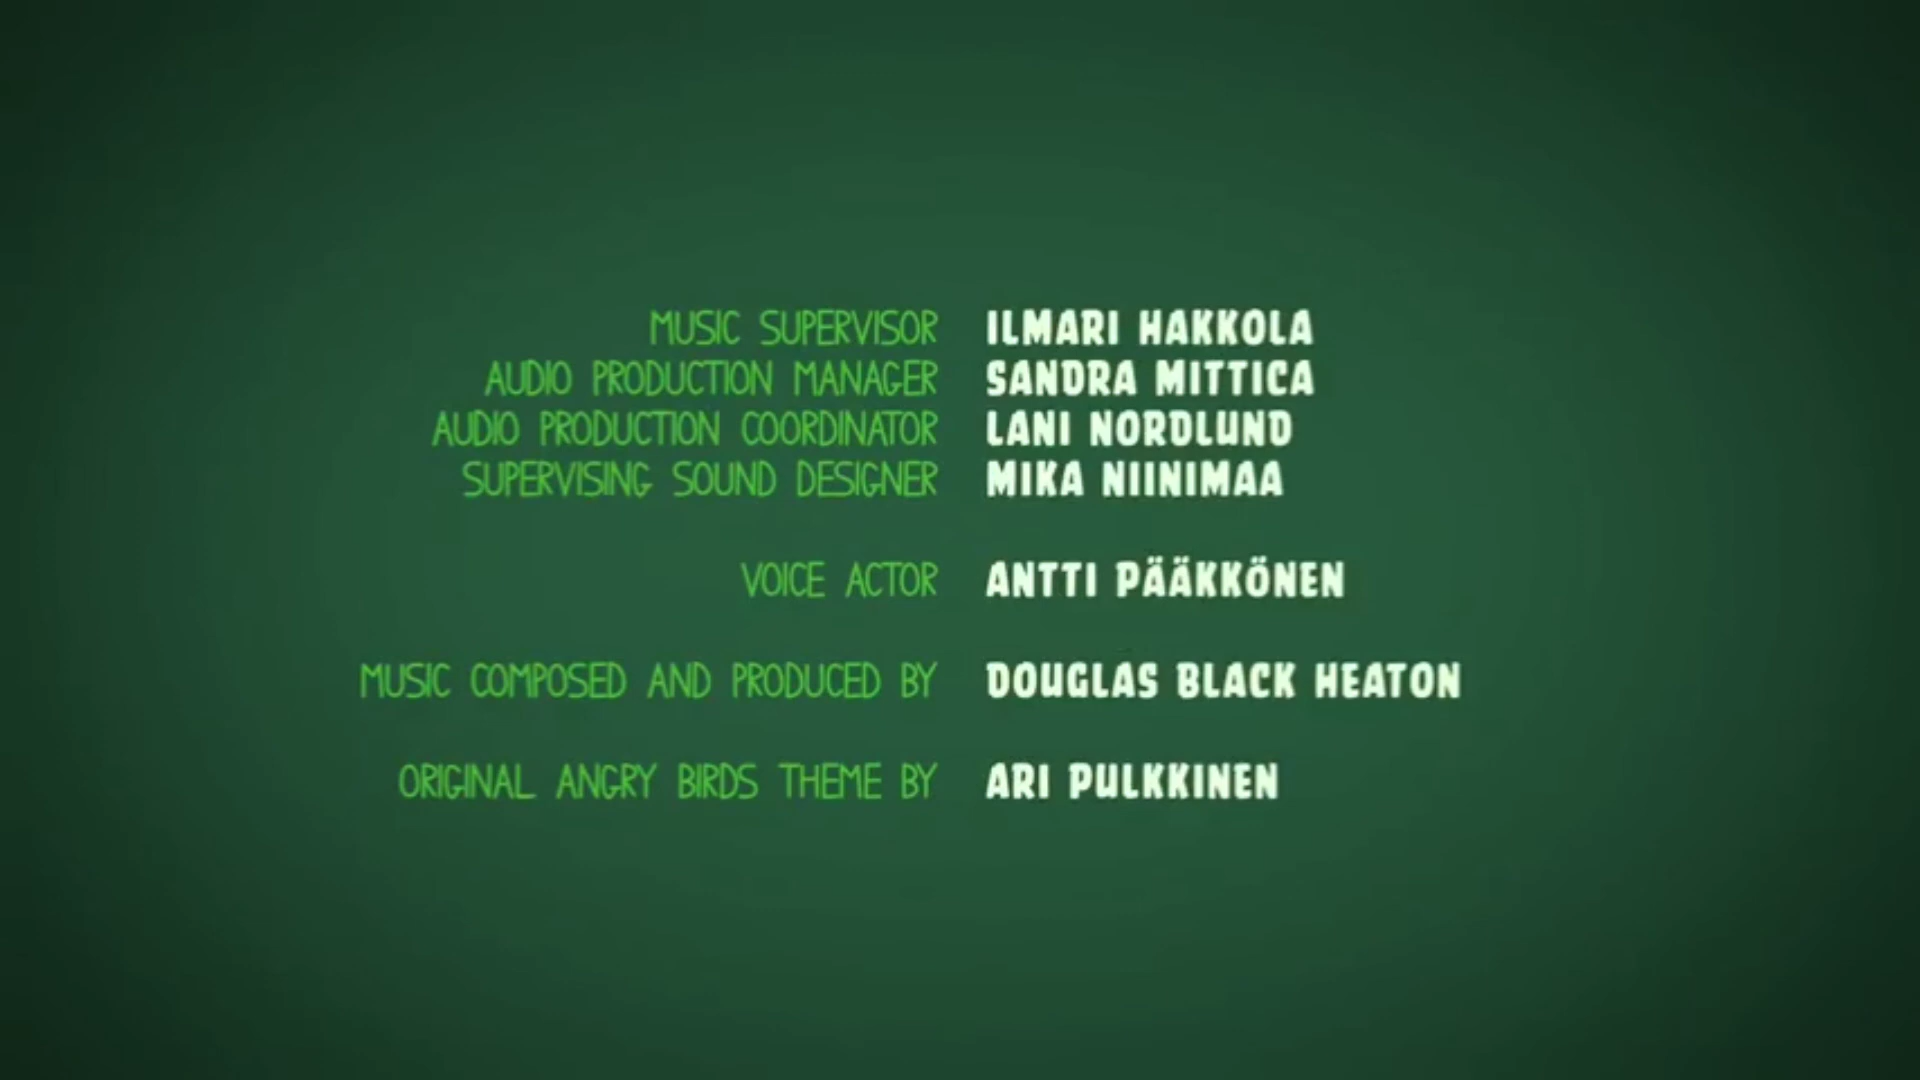 MUSIC SUPERVISOR ILMARI HAKKOLA
AUDIO PRODUCTION MANAGER SANDRA MITTICA
AUDIO PRODUCTION COORDINATOR LANI NORDLUND
SUPERVISING SOUND DESIGNER MIKA NIINIMAA
VOICE ACTOR ANTTI PÄÄKKÖNEN
MUSIC COMPOSED AND PRODUCED BY DOUGLAS BLACK HEATON
ORIGINAL ANGRY BIRDS THEME BY ARI PULKKINEN